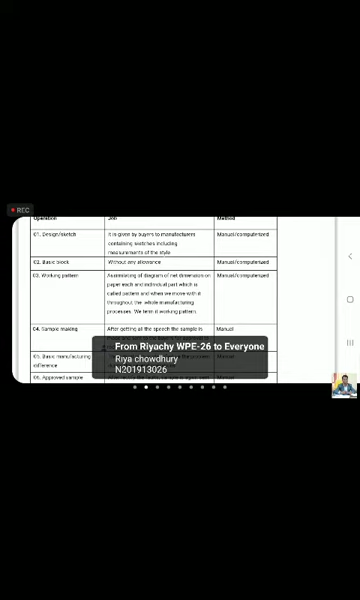 REC
Operation Job Method
01. Design/sketch It is given by buyers to manufacturers Manual/computerized
containing sketches including
measurements of the style
02. Basic block Without any allowance Manual/computerized
03. Working pattern Assessing of diagram of net dimension on Manual/computerized
paper each and individual part which is
called pattern and when we move with it
throughout the whole manufacturing
processes. We term it working pattern.
04. Sample making After getting all the speech the sample is Manual
From Riyachy WPE-26 to Everyone
Riya chowdhury
N201913026
05. Basic manufacturing
difference
06. Approved sample